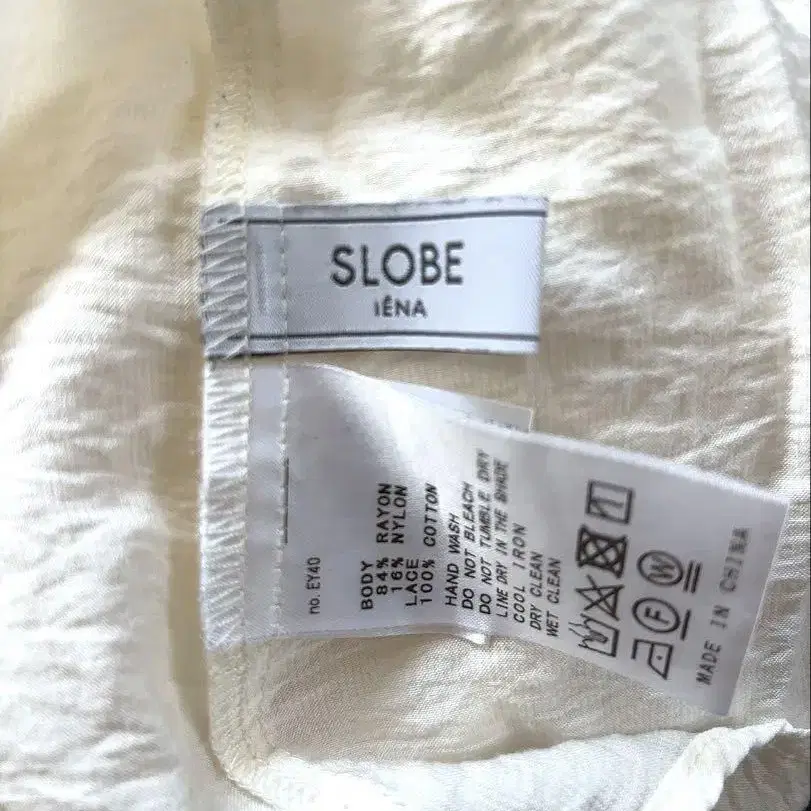 SLOBE
IÉNA
no. EY40
BODY
84% RAYON
16% NYLON
LACE
100% COTTON
HAND WASH
DO NOT BLEACH
DO NOT TUMBLE DRY
LINE DRY IN THE SHADE
COOL IRON
DRY CLEAN
WET CLEAN
F
W
MADE IN CHINA